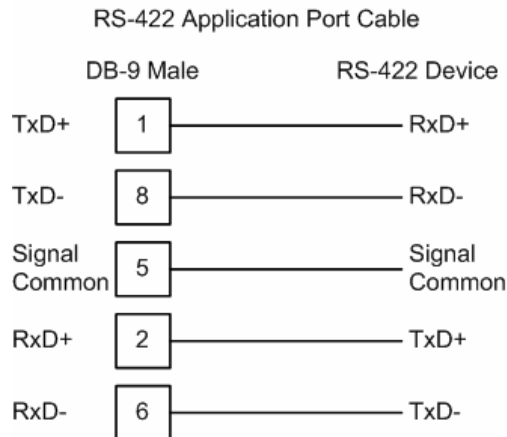 RS-422 Application Port Cable
DB-9 Male RS-422 Device
TxD+ 1 RxD+
TxD- 8 RxD-
Signal
Common 5 Signal
Common
RxD+ 2 TxD+
RxD- 6 TxD-